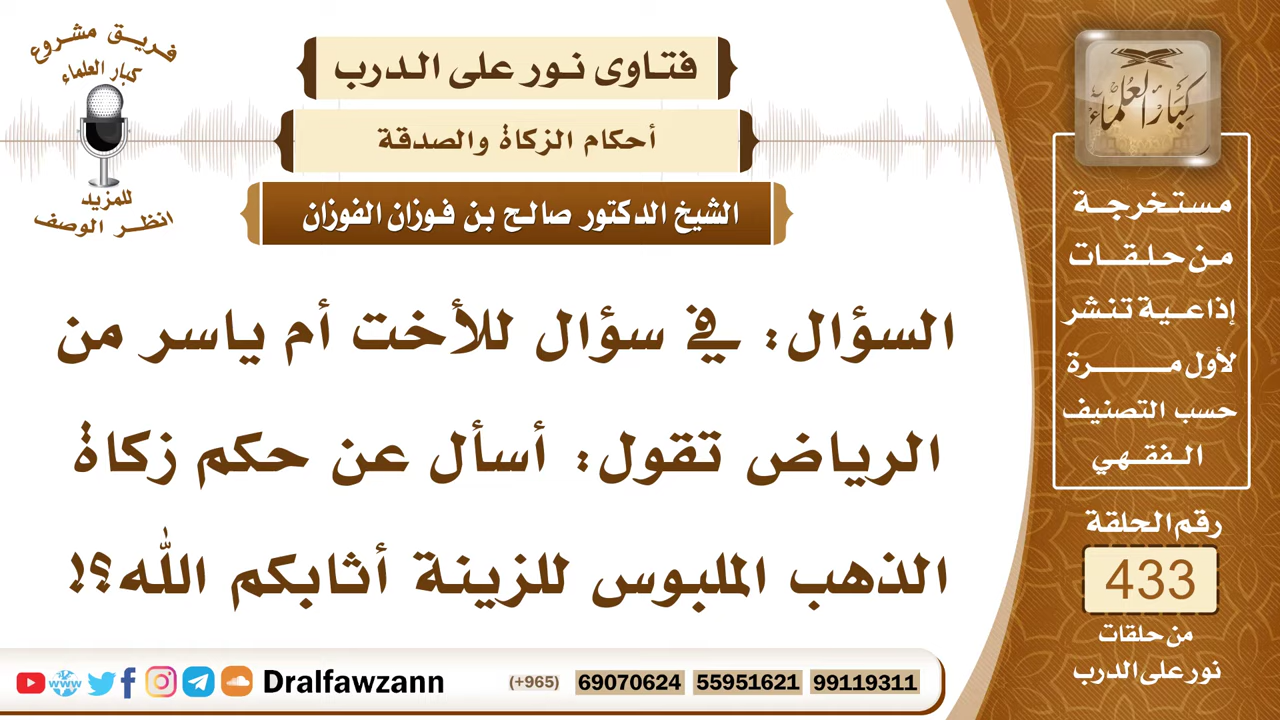 فريق مشروع
كبار العلماء
للمزيد
انظر الوصف
فتاوى نور على الدرب
أحكام الزكاة والصدقة
الشيخ الدكتور صالح بن فوزان الفوزان
السؤال: في سؤال للأخت أم ياسر من
الرياض تقول: أسأل عن حكم زكاة
الذهب الملبوس للزينة أثابكم الله؟!
كبار العلماء
مستخرجة
من حلقات
إذاعية تنشر
لأول مرة
حسب التصنيف
الفقهي
رقم الحلقة
433
من حلقات
نور على الدرب
www Dralfawzann (+965) 69070624 55951621 99119311